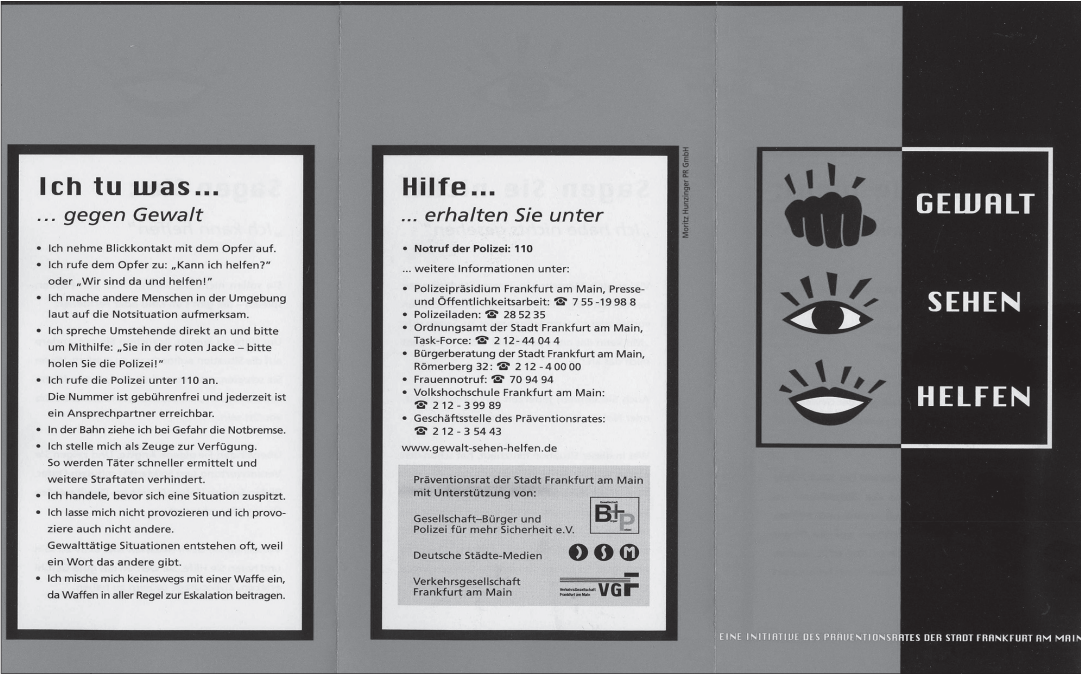 Ich tu was...
... gegen Gewalt
• Ich nehme Blickkontakt mit dem Opfer auf.
• Ich rufe dem Opfer zu: „Kann ich helfen?“
oder „Wir sind da und helfen!“
• Ich mache andere Menschen in der Umgebung
laut auf die Notsituation aufmerksam.
• Ich spreche Umstehende direkt an und bitte
um Mithilfe: „Sie in der roten Jacke – bitte
holen Sie die Polizei!“
• Ich rufe die Polizei unter 110 an.
Die Nummer ist gebührenfrei und jederzeit ist
ein Ansprechpartner erreichbar.
• In der Bahn ziehe ich bei Gefahr die Notbremse.
• Ich stelle mich als Zeuge zur Verfügung.
So werden Täter schneller ermittelt und
weitere Straftaten verhindert.
• Ich handele, bevor sich eine Situation zuspitzt.
• Ich lasse mich nicht provozieren und ich provo-
ziere auch nicht andere.
Gewalttätige Situationen entstehen oft, weil
ein Wort das andere gibt.
• Ich mische mich keineswegs mit einer Waffe ein,
da Waffen in aller Regel zur Eskalation beitragen.
Hilfe...
... erhalten Sie unter
• Notruf der Polizei: 110
... weitere Informationen unter:
• Polizeipräsidium Frankfurt am Main, Presse-
und Öffentlichkeitsarbeit: ☎ 7 55 -19 98 8
• Polizeiladen: ☎ 28 52 35
• Ordnungsamt der Stadt Frankfurt am Main,
Task-Force: ☎ 2 12- 44 04 4
• Bürgerberatung der Stadt Frankfurt am Main,
Römerberg 32: ☎ 2 12 - 4 00 00
• Frauennotruf: ☎ 70 94 94
• Volkshochschule Frankfurt am Main:
☎ 2 12 - 3 99 89
• Geschäftsstelle des Präventionsrates:
☎ 2 12 - 3 54 43
www.gewalt-sehen-helfen.de
Präventionsrat der Stadt Frankfurt am Main
mit Unterstützung von:
Gesellschaft–Bürger und
Polizei für mehr Sicherheit e.V.
B+P
Deutsche Städte-Medien
D S M
Verkehrsgesellschaft
Frankfurt am Main
VerkehrsGesellschaft
Frankfurt am Main
VGF
Moritz Hunzinger PR GmbH
GEWALT
SEHEN
HELFEN
EINE INITIATIVE DES PRÄVENTIONSRATES DER STADT FRANKFURT AM MAIN